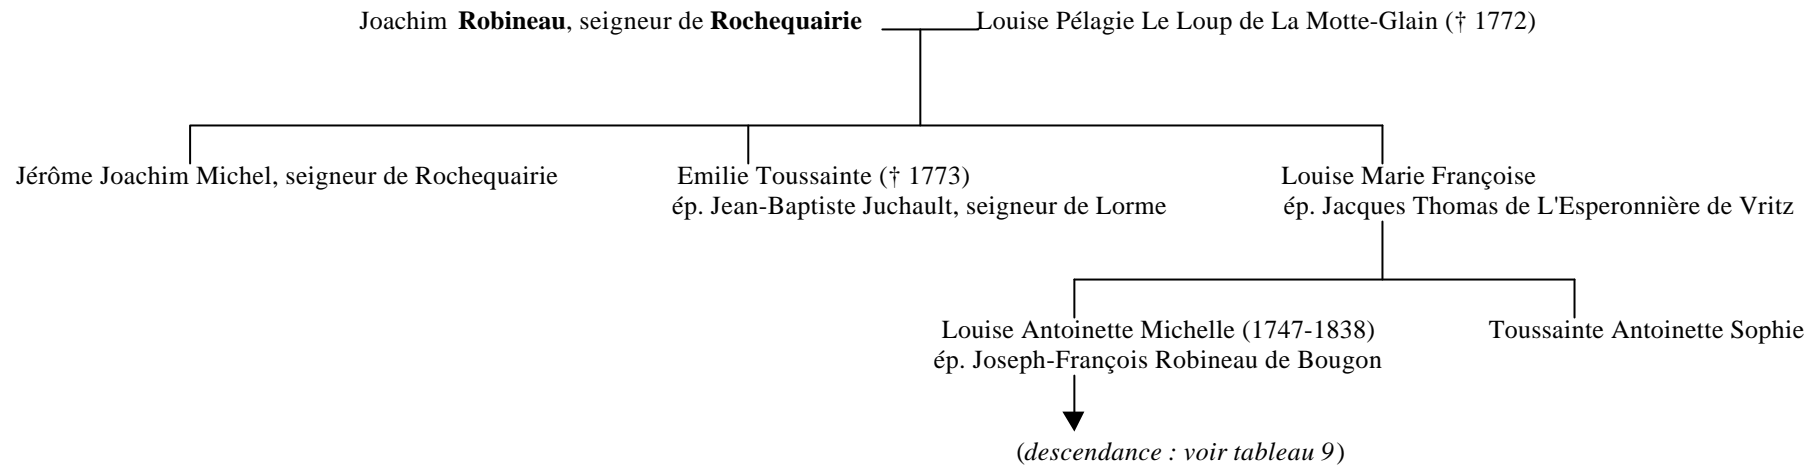 Joachim Robineau, seigneur de Rochequairie Louise Pélagie Le Loup de La Motte-Glain († 1772)
Jérôme Joachim Michel, seigneur de Rochequairie
Emilie Toussainte († 1773)
ép. Jean-Baptiste Juchault, seigneur de Lorme
Louise Marie Françoise
ép. Jacques Thomas de L'Esperonnière de Vritz
Louise Antoinette Michelle (1747-1838)
ép. Joseph-François Robineau de Bougon
Toussainte Antoinette Sophie
(descendance : voir tableau 9)